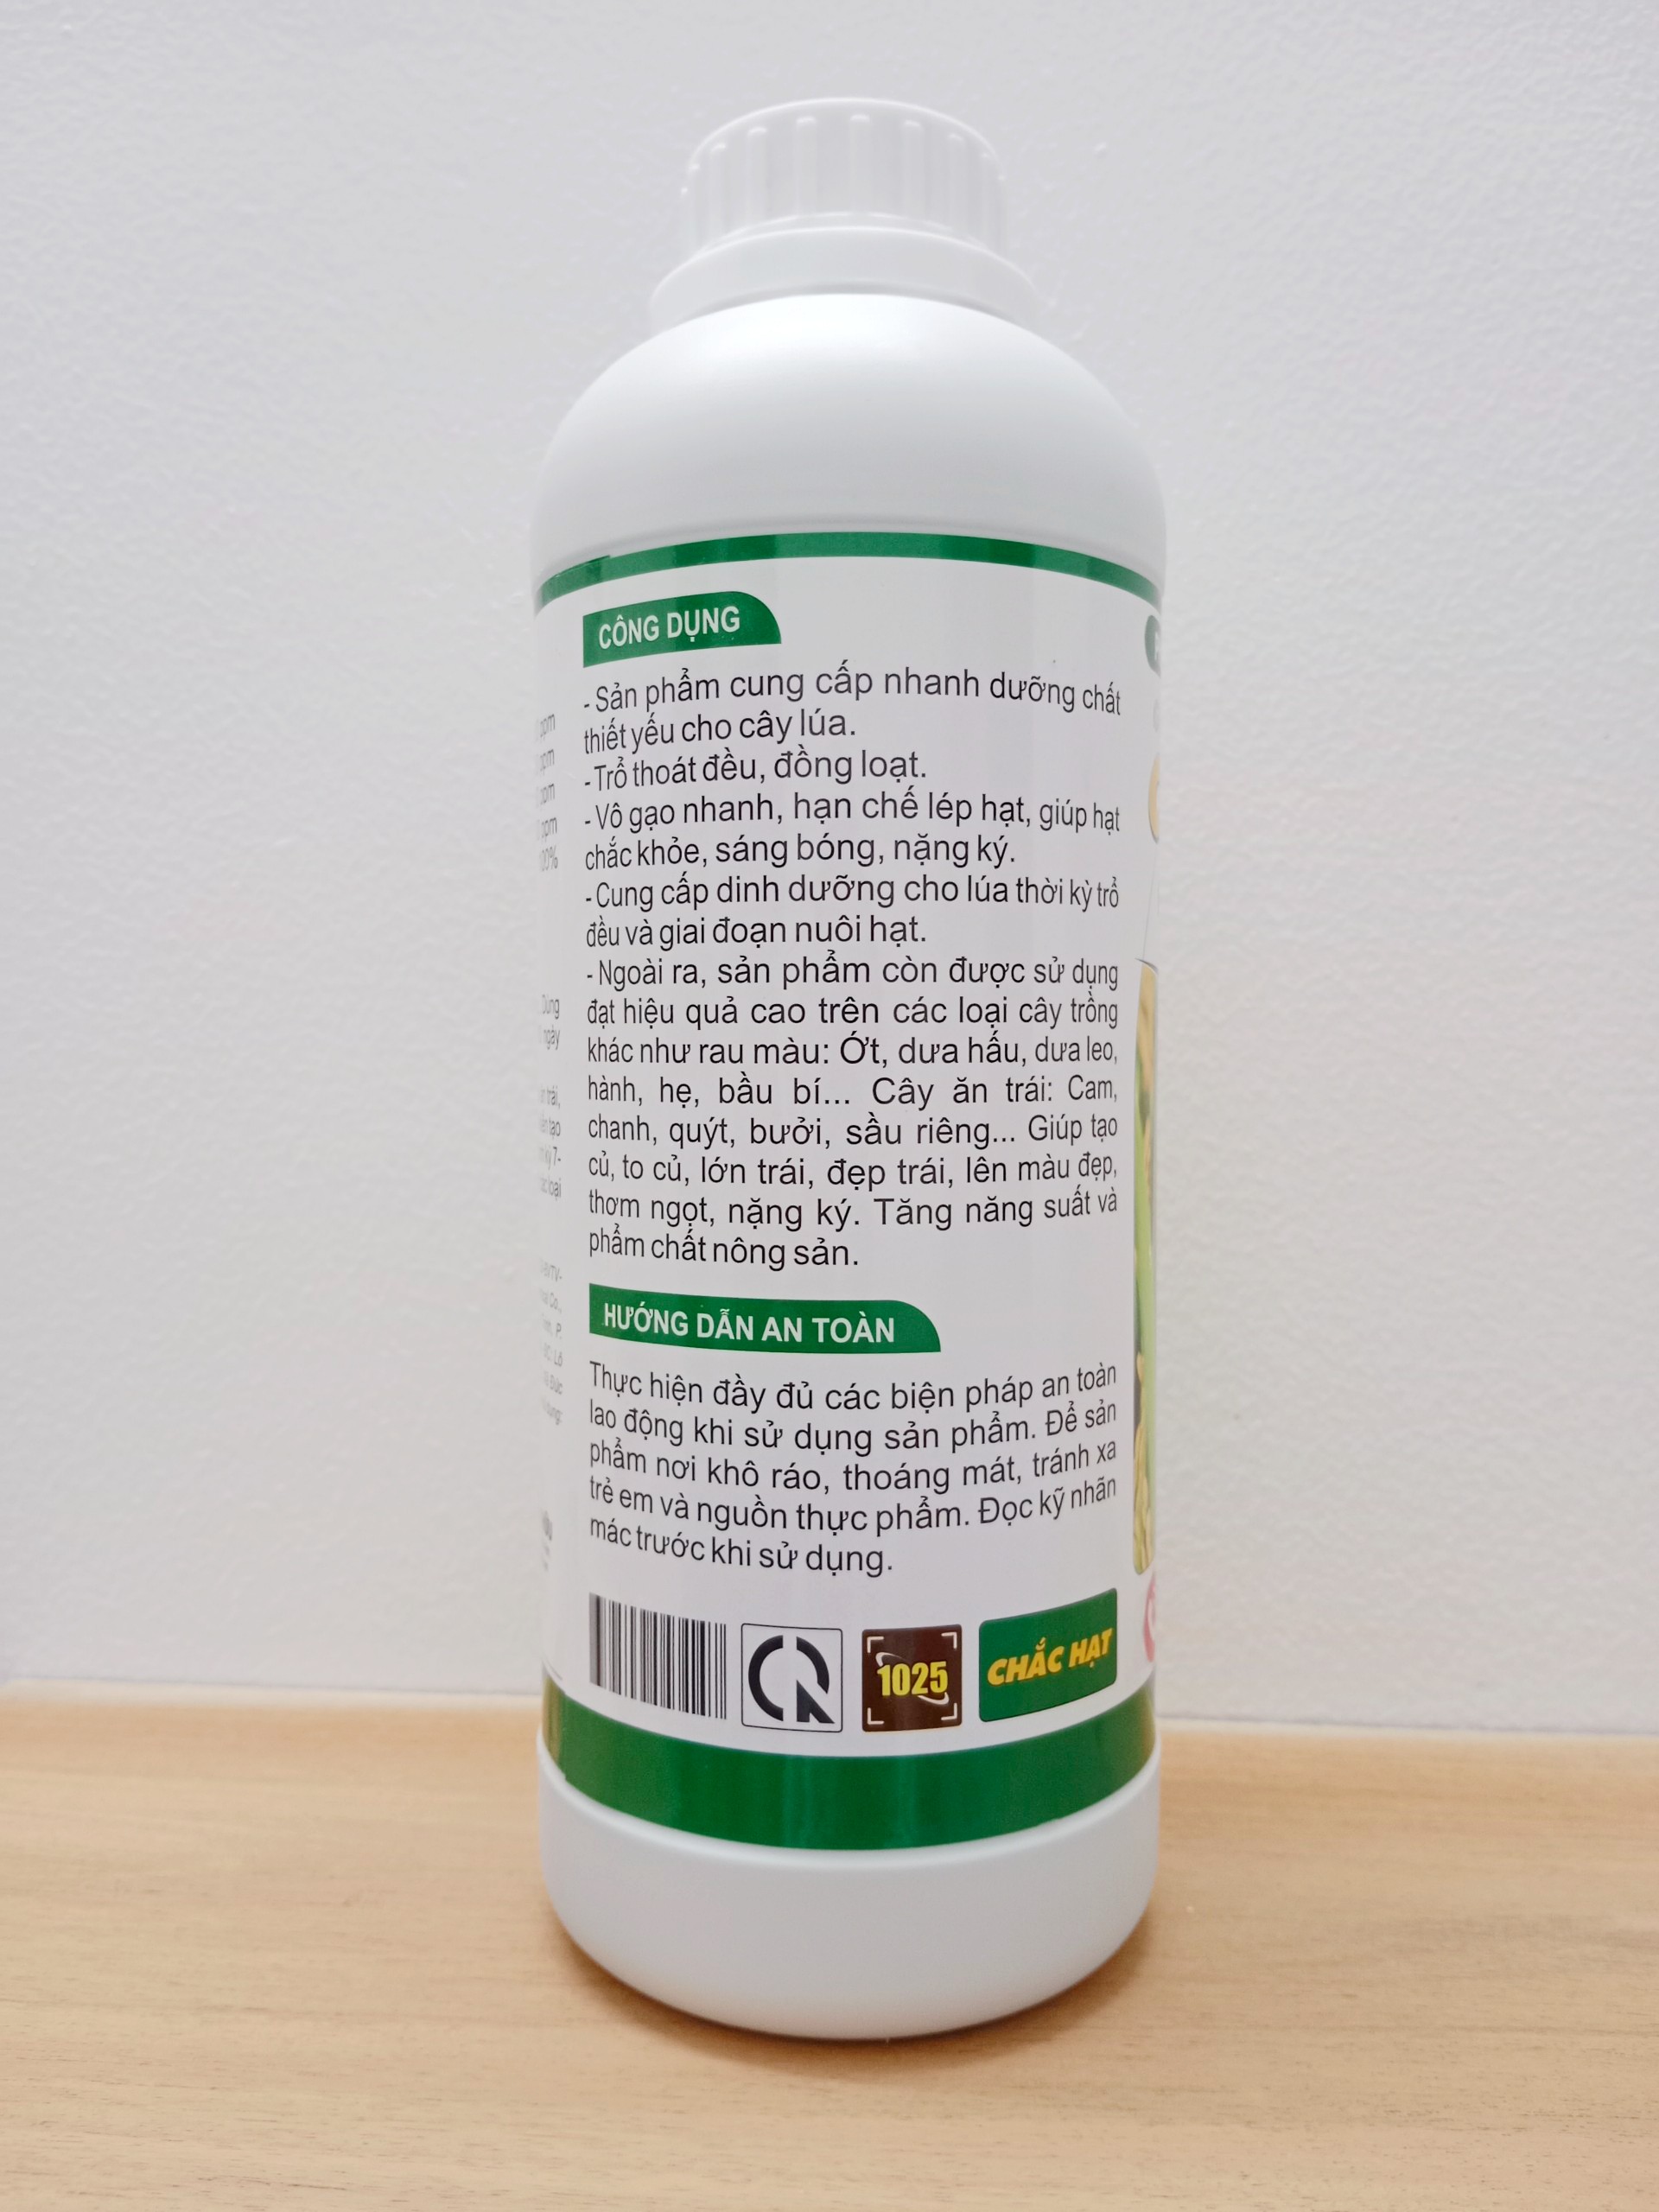 CÔNG DỤNG
- Sản phẩm cung cấp nhanh dưỡng chất
thiết yếu cho cây lúa.
- Trổ thoát đều, đồng loạt.
- Vô gạo nhanh, hạn chế lép hạt, giúp hạt
chắc khỏe, sáng bóng, nặng ký.
- Cung cấp dinh dưỡng cho lúa thời kỳ trổ
đều và giai đoạn nuôi hạt.
- Ngoài ra, sản phẩm còn được sử dụng
đạt hiệu quả cao trên các loại cây trồng
khác như rau màu: Ớt, dưa hấu, dưa leo,
hành, hẹ, bầu bí... Cây ăn trái: Cam,
chanh, quýt, bưởi, sầu riêng... Giúp tạo
củ, to củ, lớn trái, đẹp trái, lên màu đẹp,
thơm ngọt, nặng ký. Tăng năng suất và
phẩm chất nông sản.
HƯỚNG DẪN AN TOÀN
Thực hiện đầy đủ các biện pháp an toàn
lao động khi sử dụng sản phẩm. Để sản
phẩm nơi khô ráo, thoáng mát, tránh xa
trẻ em và nguồn thực phẩm. Đọc kỹ nhãn
mác trước khi sử dụng.
1025
CHẮC HẠT